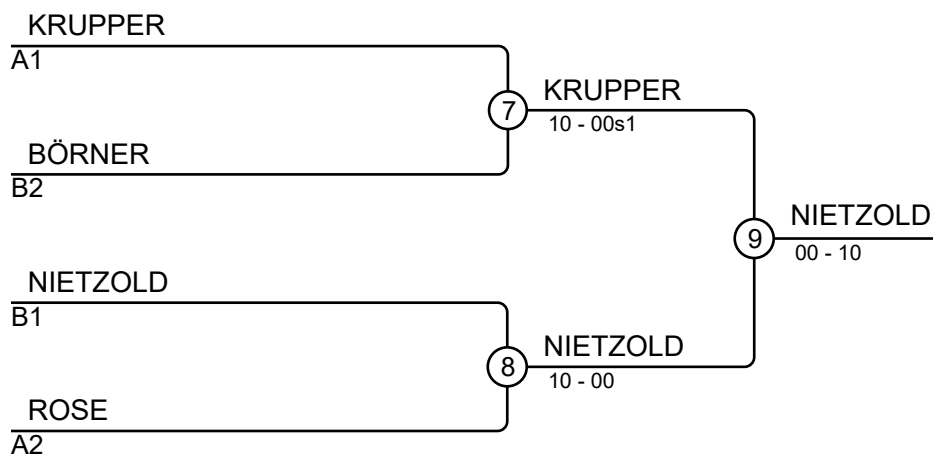 KRUPPER
A1
7
KRUPPER
10 - 00s1
BÖRNER
B2
9
NIETZOLD
00 - 10
NIETZOLD
B1
8
NIETZOLD
10 - 00
ROSE
A2